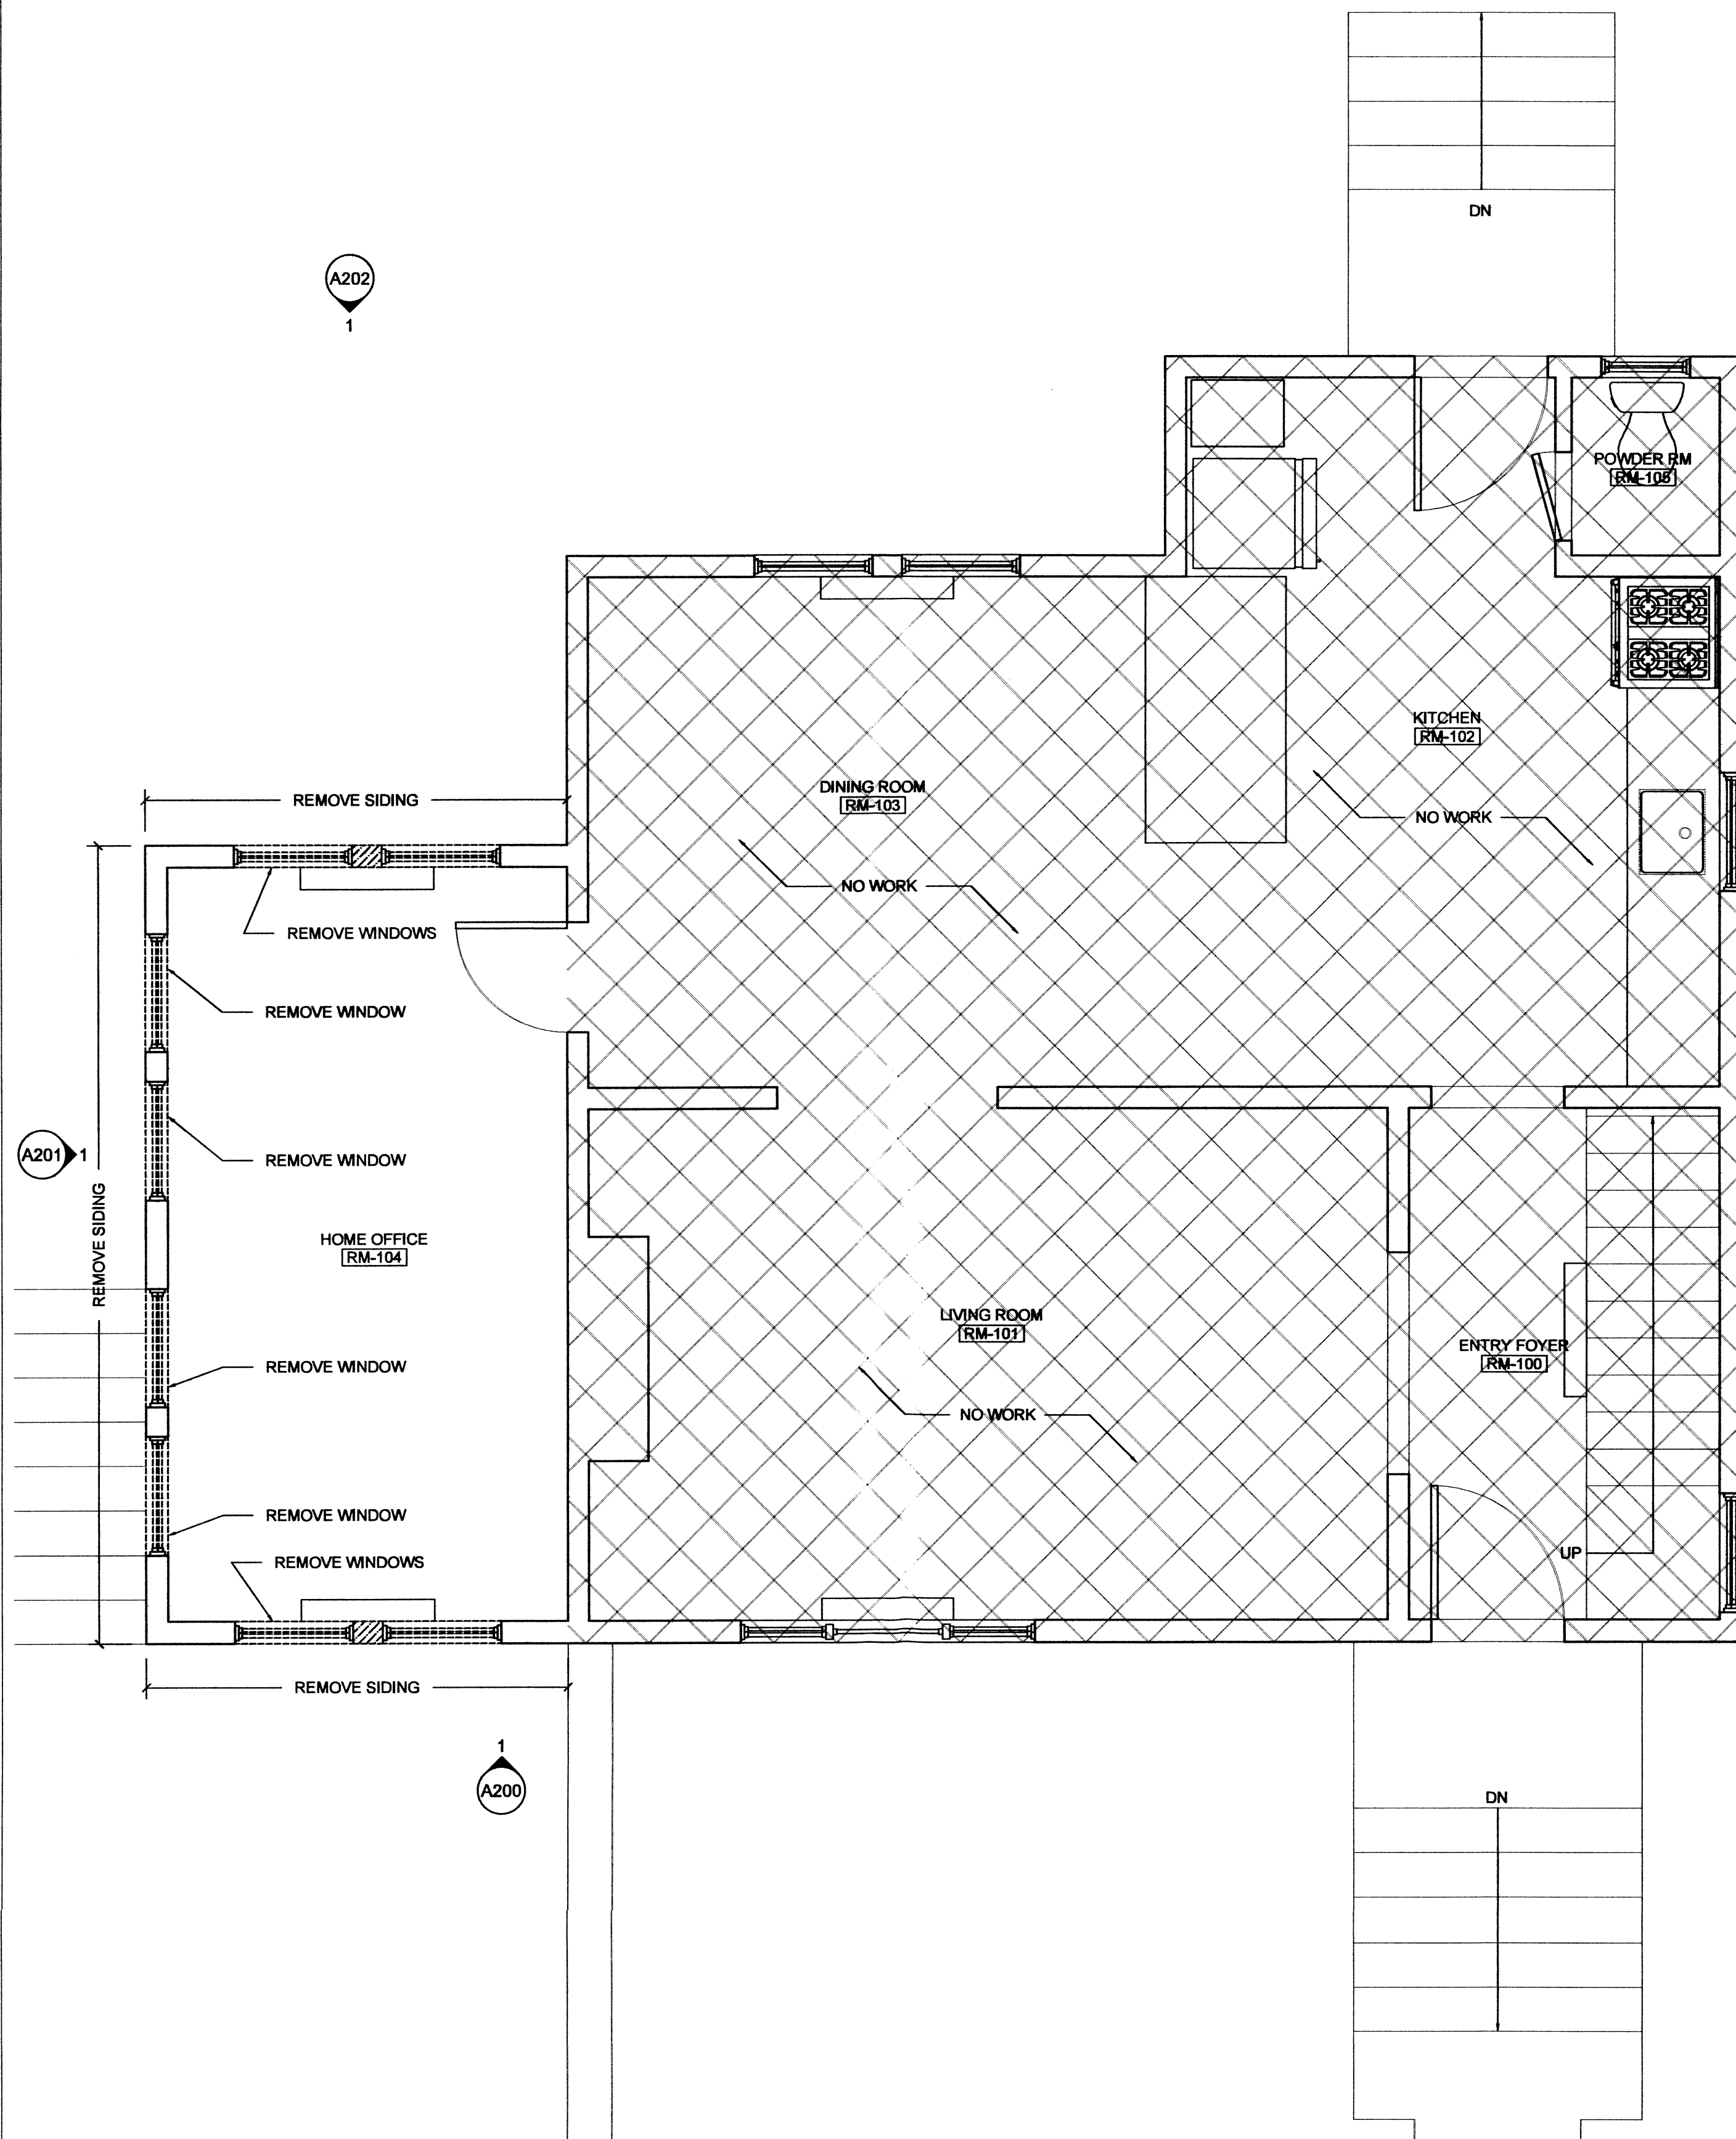 DN
A202
1
POWDER RM
RM-105
KITCHEN
RM-102
DINING ROOM
RM-103
REMOVE SIDING
NO WORK
NO WORK
REMOVE WINDOWS
REMOVE WINDOW
A201 1
REMOVE WINDOW
REMOVE SIDING
HOME OFFICE
RM-104
LIVING ROOM
RM-101
ENTRY FOYER
RM-100
REMOVE WINDOW
NO WORK
REMOVE WINDOW
UP
REMOVE WINDOWS
REMOVE SIDING
1
A200
DN